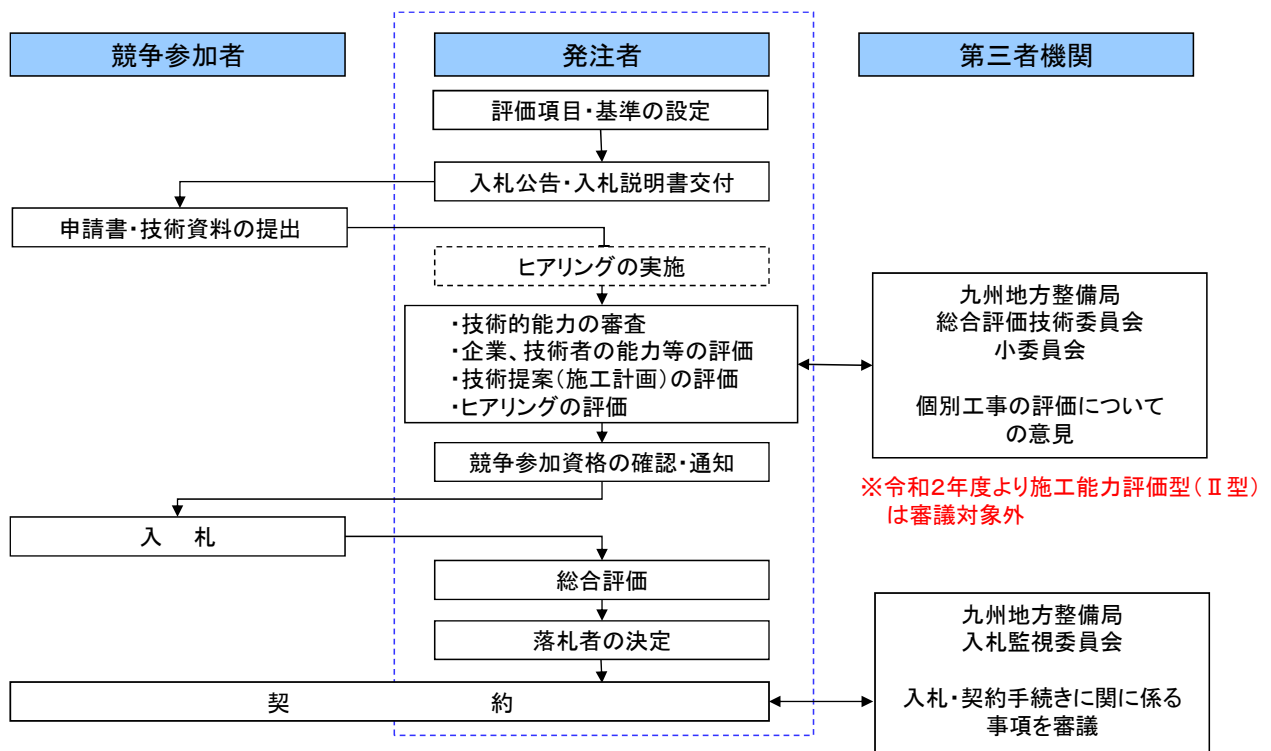 競争参加者
発注者
第三者機関
評価項目・基準の設定
入札公告・入札説明書交付
申請書・技術資料の提出
ヒアリングの実施
・技術的能力の審査
・企業、技術者の能力等の評価
・技術提案(施工計画)の評価
・ヒアリングの評価
九州地方整備局
総合評価技術委員会
小委員会
個別工事の評価について
の意見
競争参加資格の確認・通知
※令和2年度より施工能力評価型(Ⅱ型)
は審議対象外
入 札
総合評価
落札者の決定
契 約
九州地方整備局
入札監視委員会
入札・契約手続きに関に係る
事項を審議